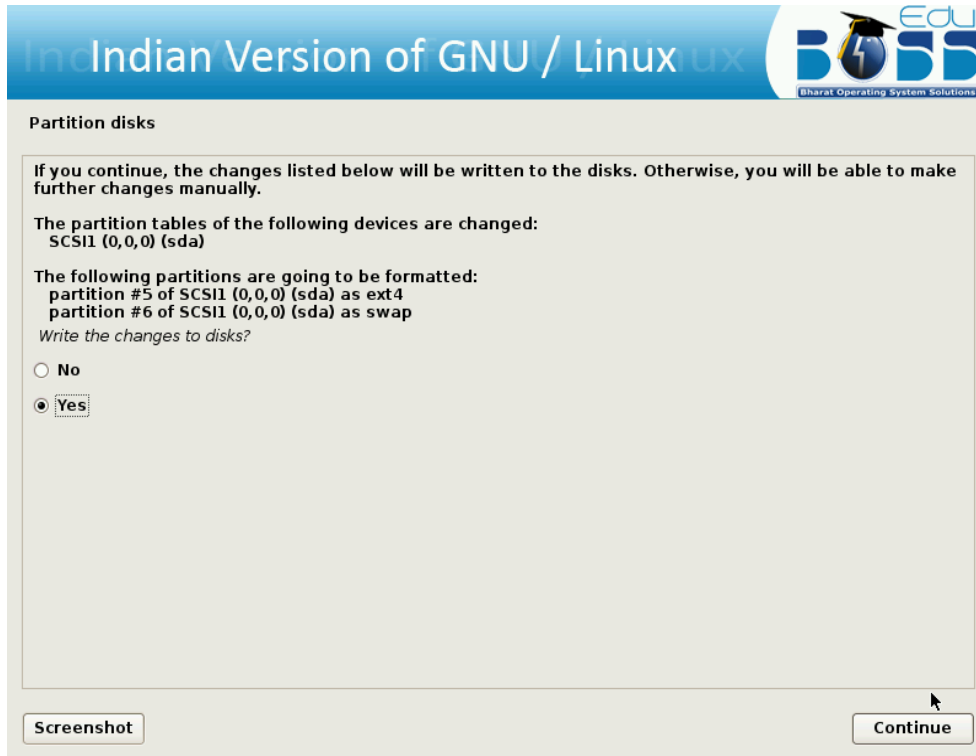 Indian Version of GNU / Linux
Edu
BOSS
Bharat Operating System Solutions
Partition disks
If you continue, the changes listed below will be written to the disks. Otherwise, you will be able to make
further changes manually.
The partition tables of the following devices are changed:
SCSI1 (0,0,0) (sda)
The following partitions are going to be formatted:
partition #5 of SCSI1 (0,0,0) (sda) as ext4
partition #6 of SCSI1 (0,0,0) (sda) as swap
Write the changes to disks?
No
Yes
Screenshot
Continue